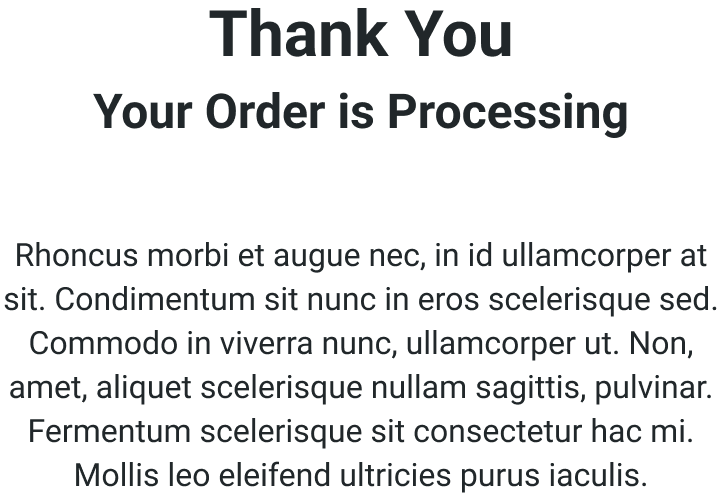 Thank You
Your Order is Processing
Rhoncus morbi et augue nec, in id ullamcorper at
sit. Condimentum sit nunc in eros scelerisque sed.
Commodo in viverra nunc, ullamcorper ut. Non,
amet, aliquet scelerisque nullam sagittis, pulvinar.
Fermentum scelerisque sit consectetur hac mi.
Mollis leo eleifend ultricies purus iaculis.